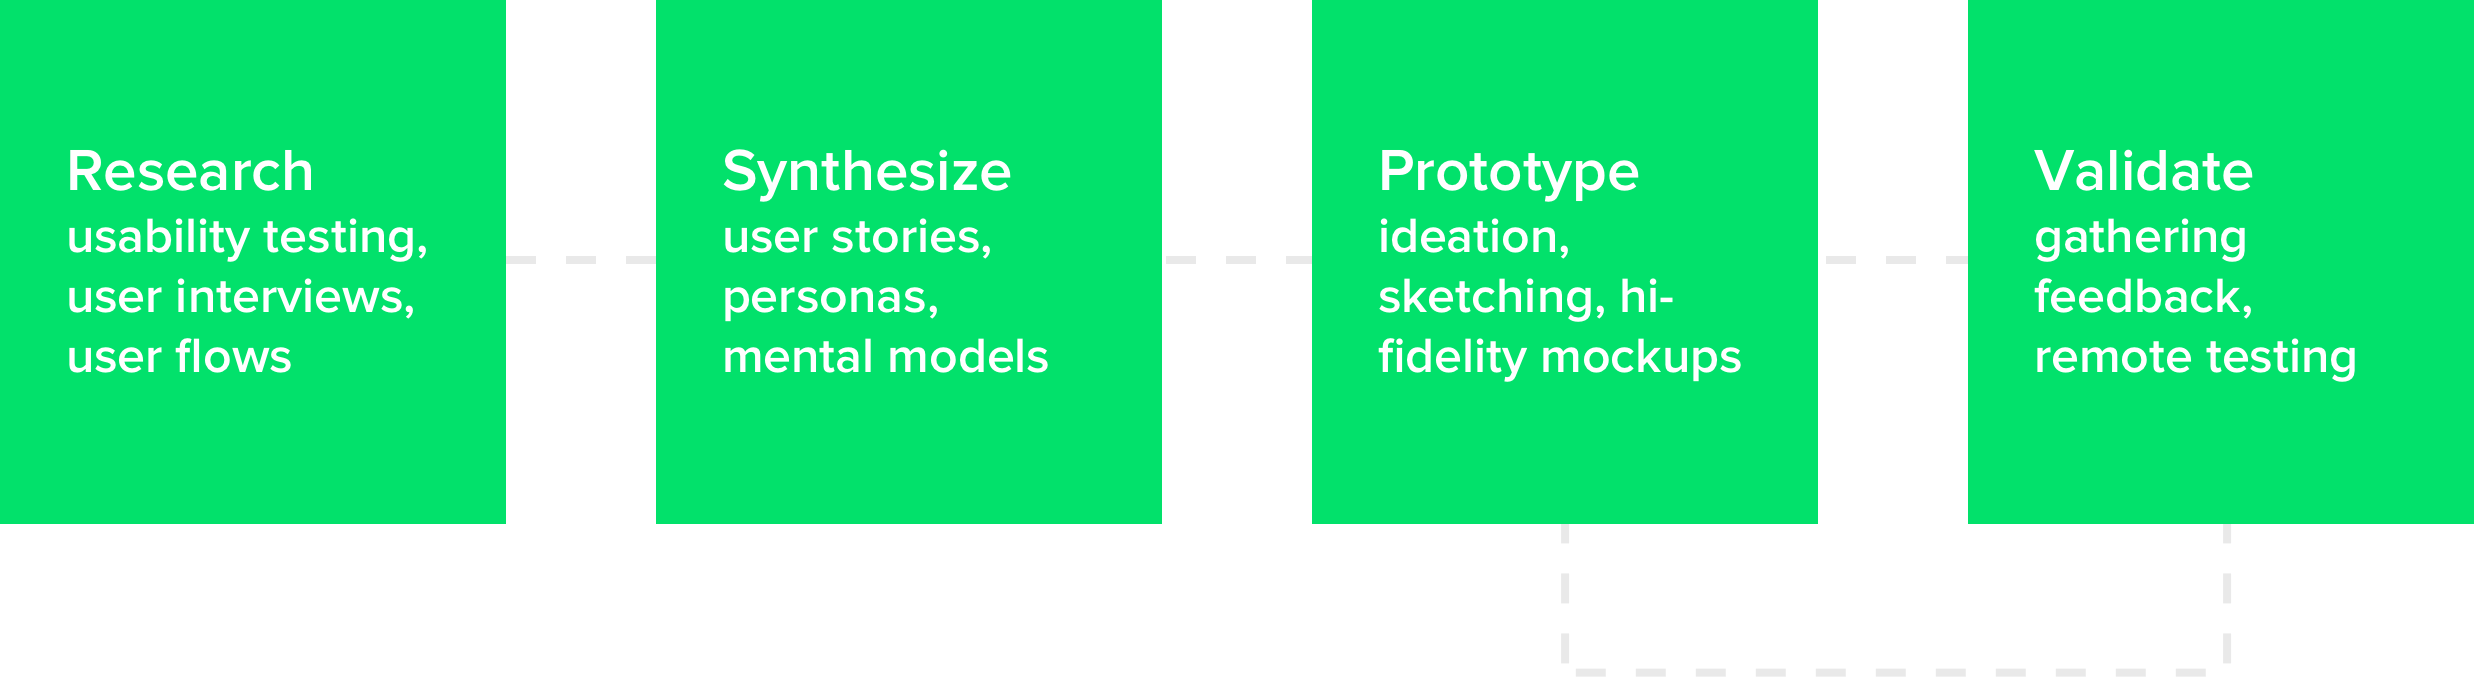 Research
usability testing,
user interviews,
user flows
Synthesize
user stories,
personas,
mental models
Prototype
ideation,
sketching, hi-
fidelity mockups
Validate
gathering
feedback,
remote testing